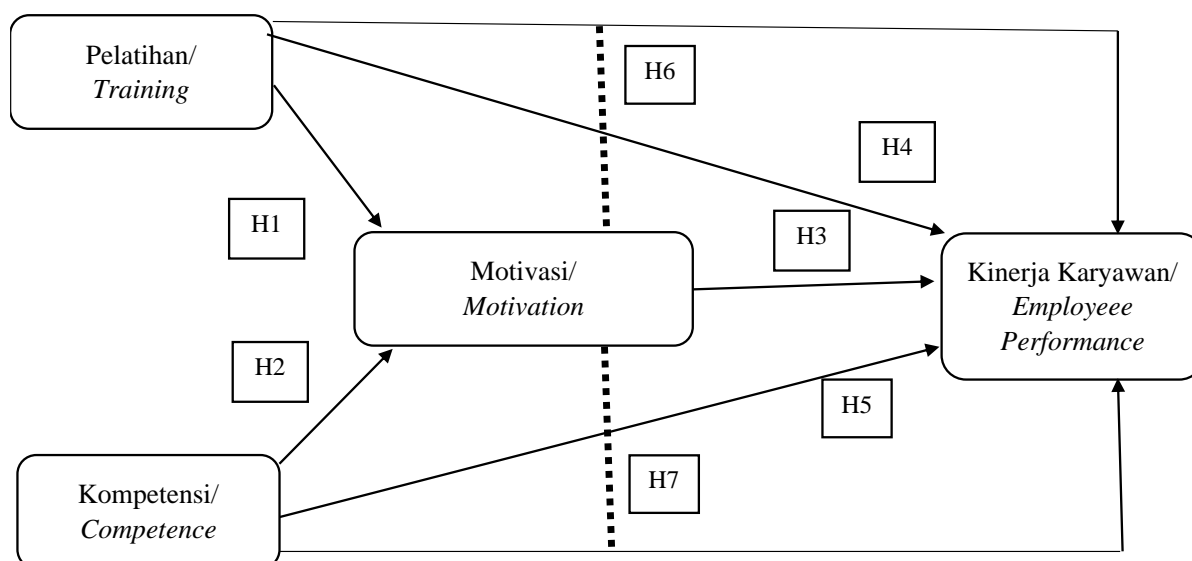 Pelatihan/
Training
H6
H4
H1
H3
Motivasi/
Motivation
Kinerja Karyawan/
Employeee
Performance
H2
H5
H7
Kompetensi/
Competence